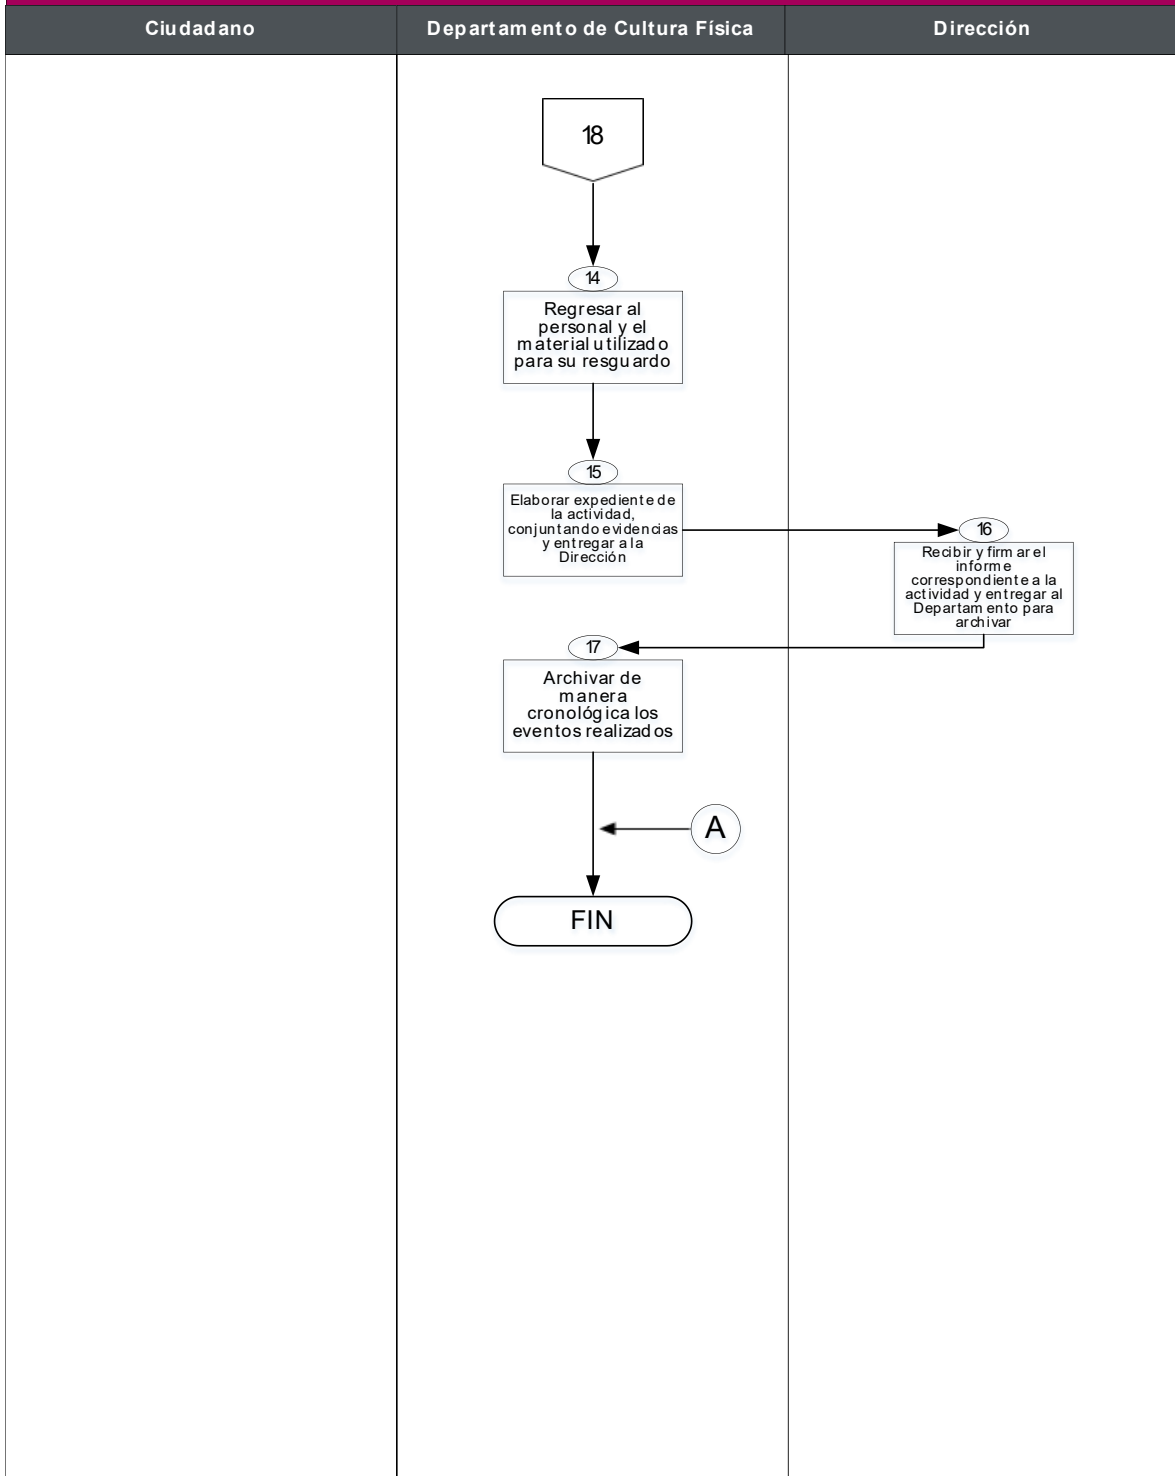 Ciudadano
Departamento de Cultura Física
Dirección
18
14
Regresar al
personal y el
material utilizado
para su resguardo
15
Elaborar expediente de
la actividad,
conjuntando evidencias
y entregar a la
Dirección
16
Recibir y firmar el
informe
correspondiente a la
actividad y entregar al
Departamento para
archivar
17
Archivar de
manera
cronológica los
eventos realizados
A
FIN